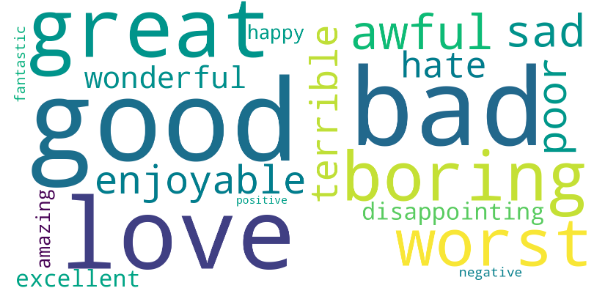 fantastic
great
happy
wonderful
good
enjoyable
positive
amazing
love
excellent
terrible
awful
sad
hate
poor
bad
boring
disappointing
worst
negative